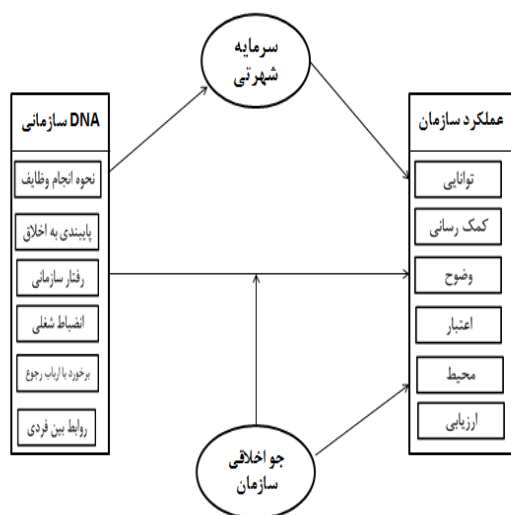 سرمایه
شهرتی
DNA سازمانی
نحوه انجام وظایف
پایبندی به اخلاق
رفتار سازمانی
انضباط شغلی
برخورد با ارباب رجوع
روابط بین فردی
عملکرد سازمان
توانایی
کمک رسانی
وضوح
اعتبار
محیط
ارزیابی
جو اخلاقی
سازمان